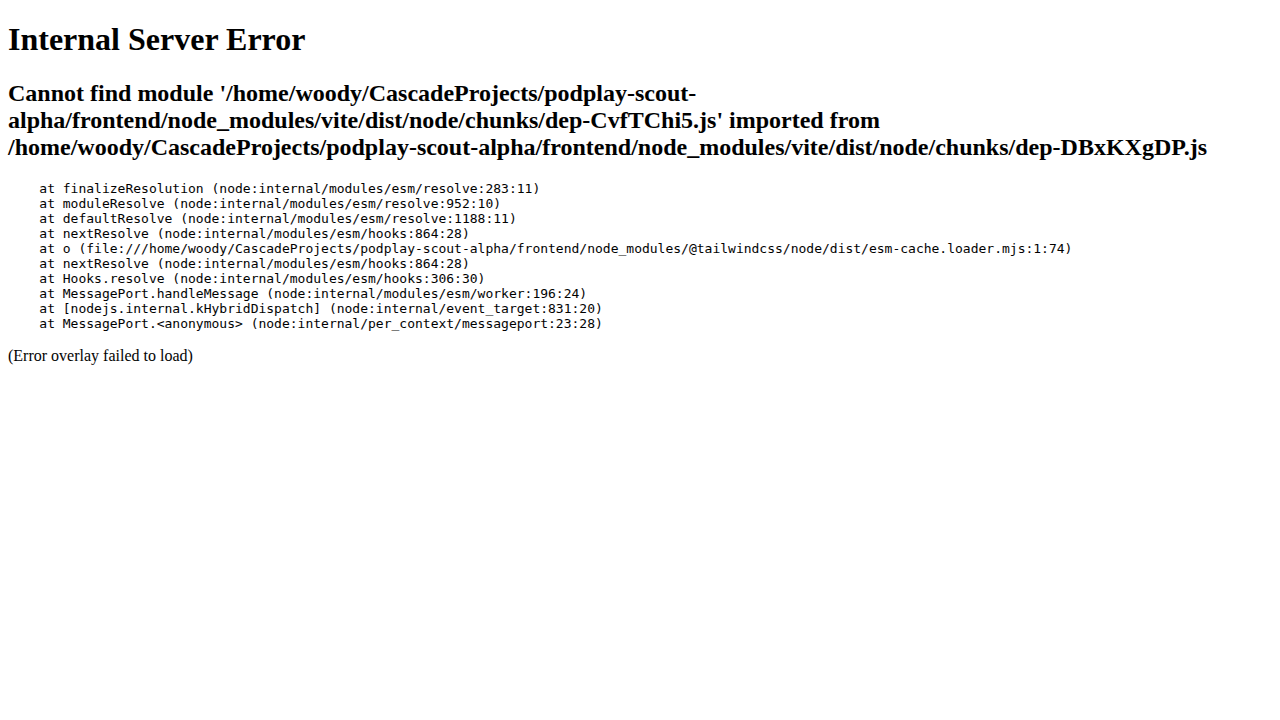 Internal Server Error
Cannot find module '/home/woody/CascadeProjects/podplay-scout-
alpha/frontend/node_modules/vite/dist/node/chunks/dep-CvfTChi5.js' imported from
/home/woody/CascadeProjects/podplay-scout-alpha/frontend/node_modules/vite/dist/node/chunks/dep-DBxKXgDP.js
at finalizeResolution (node:internal/modules/esm/resolve:283:11)
at moduleResolve (node:internal/modules/esm/resolve:952:10)
at defaultResolve (node:internal/modules/esm/resolve:1188:11)
at nextResolve (node:internal/modules/esm/hooks:864:28)
at o (file:///home/woody/CascadeProjects/podplay-scout-alpha/frontend/node_modules/@tailwindcss/node/dist/esm-cache.loader.mjs:1:74)
at nextResolve (node:internal/modules/esm/hooks:864:28)
at Hooks.resolve (node:internal/modules/esm/hooks:306:30)
at MessagePort.handleMessage (node:internal/modules/esm/worker:196:24)
at [nodejs.internal.kHybridDispatch] (node:internal/event_target:831:20)
at MessagePort.<anonymous> (node:internal/per_context/messageport:23:28)
(Error overlay failed to load)